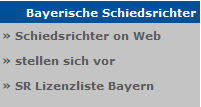 Bayerische Schiedsrichter
» Schiedsrichter on Web
» stellen sich vor
» SR Lizenzliste Bayern